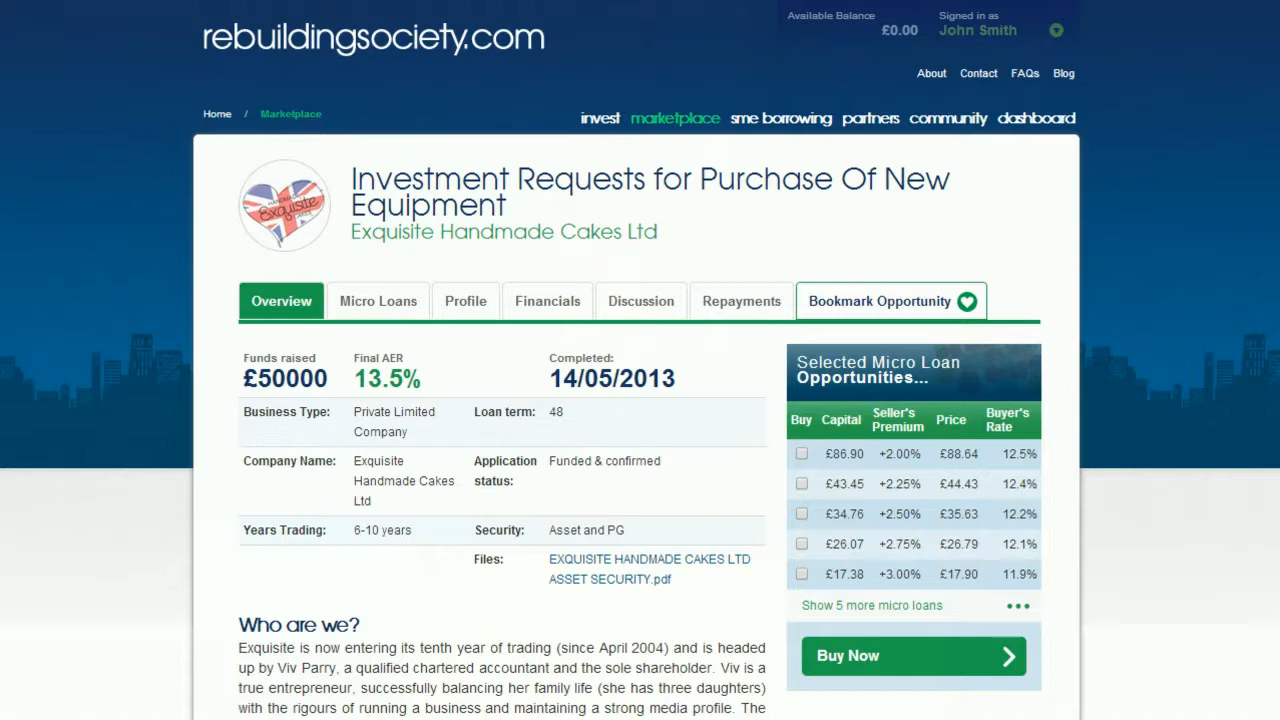 rebuildingsociety.com
Available Balance
£0.00
Signed in as
John Smith
About Contact FAQs Blog
Home / Marketplace
invest marketplace sme borrowing partners community dashboard
Exquisite
Investment Requests for Purchase Of New
Equipment
Exquisite Handmade Cakes Ltd
Overview Micro Loans Profile Financials Discussion Repayments Bookmark Opportunity
Funds raised Final AER Completed:
£50000 13.5% 14/05/2013
Business Type: Private Limited Company Loan term: 48
Company Name: Exquisite Handmade Cakes Ltd Application status: Funded & confirmed
Years Trading: 6-10 years Security: Asset and PG
Files: EXQUISITE HANDMADE CAKES LTD
ASSET SECURITY.pdf
Selected Micro Loan
Opportunities...
Buy Capital Seller's Premium Price Buyer's Rate
£86.90 +2.00% £88.64 12.5%
£43.45 +2.25% £44.43 12.4%
£34.76 +2.50% £35.63 12.2%
£26.07 +2.75% £26.79 12.1%
£17.38 +3.00% £17.90 11.9%
Show 5 more micro loans
Buy Now
Who are we?
Exquisite is now entering its tenth year of trading (since April 2004) and is headed
up by Viv Parry, a qualified chartered accountant and the sole shareholder. Viv is a
true entrepreneur, successfully balancing her family life (she has three daughters)
with the rigours of running a business and maintaining a strong media profile. The